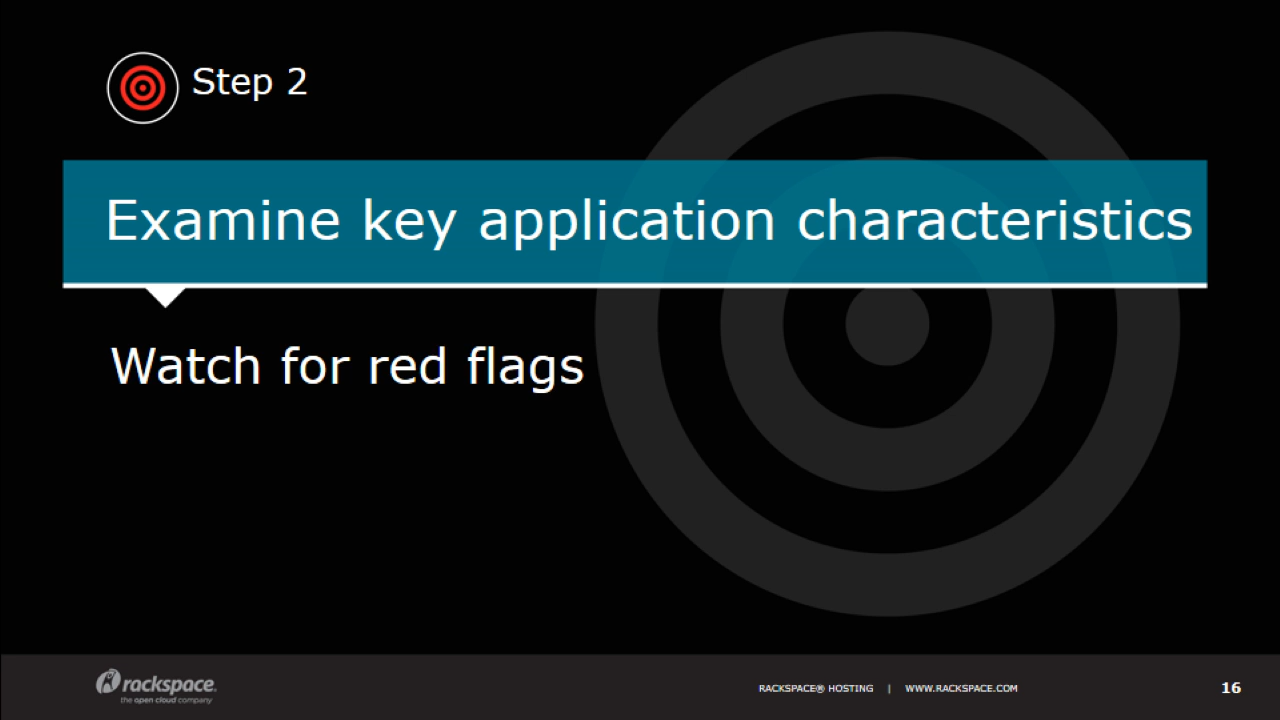 Step 2
Examine key application characteristics
Watch for red flags
rackspace.
the open cloud company
RACKSPACE® HOSTING | WWW.RACKSPACE.COM
16